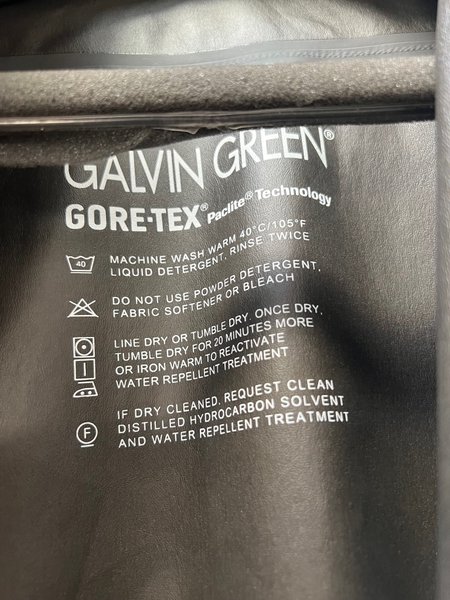 GALVIN GREEN®
GORE-TEX® Paclite® Technology
40
MACHINE WASH WARM 40°C/105°F
LIQUID DETERGENT, RINSE TWICE
DO NOT USE POWDER DETERGENT,
FABRIC SOFTENER OR BLEACH
LINE DRY OR TUMBLE DRY. ONCE DRY,
TUMBLE DRY FOR 20 MINUTES MORE
OR IRON WARM TO REACTIVATE
WATER REPELLENT TREATMENT
IF DRY CLEANED, REQUEST CLEAN
DISTILLED HYDROCARBON SOLVENT
F
AND WATER REPELLENT TREATMENT